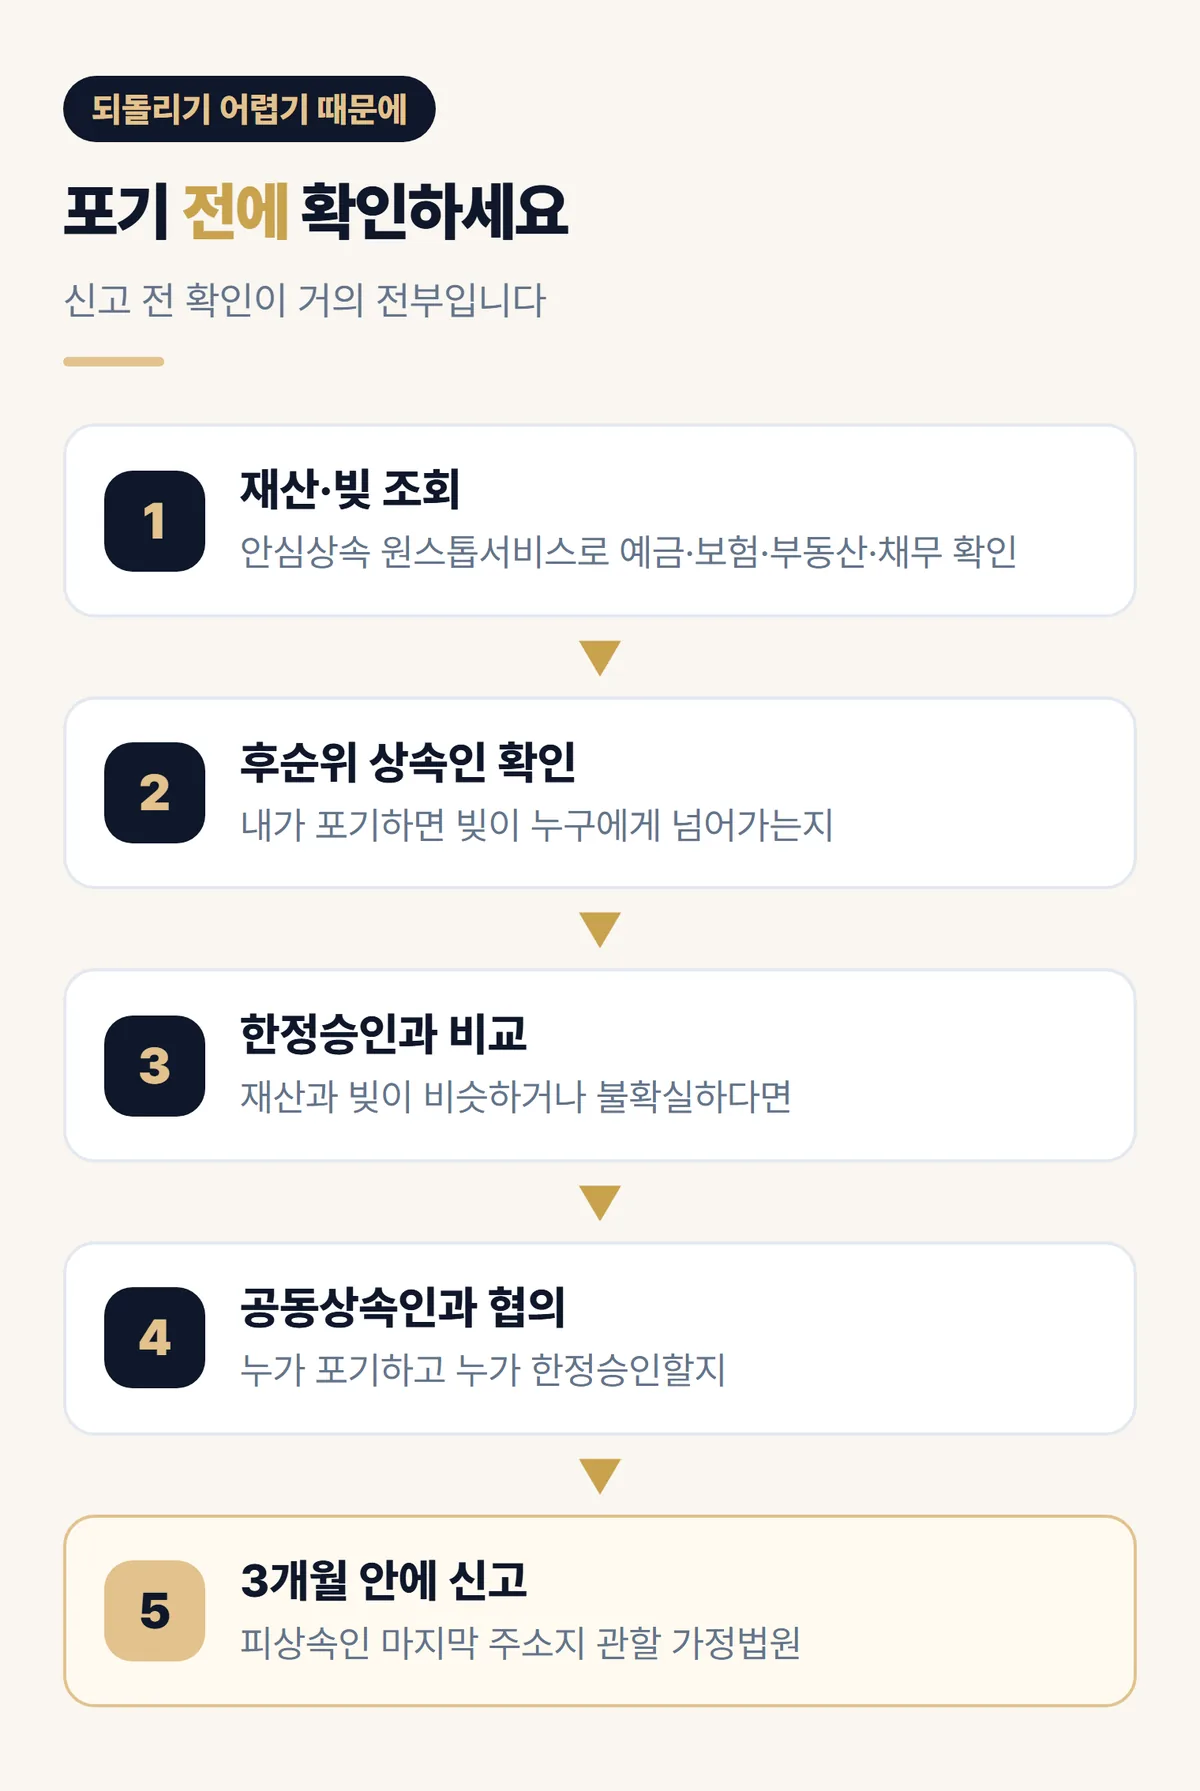 되돌리기 어렵기 때문에
포기 전에 확인하세요
신고 전 확인이 거의 전부입니다
1
재산·빚 조회
안심상속 원스톱서비스로 예금·보험·부동산·채무 확인
2
후순위 상속인 확인
내가 포기하면 빚이 누구에게 넘어가는지
3
한정승인과 비교
재산과 빚이 비슷하거나 불확실하다면
4
공동상속인과 협의
누가 포기하고 누가 한정승인할지
5
3개월 안에 신고
피상속인 마지막 주소지 관할 가정법원